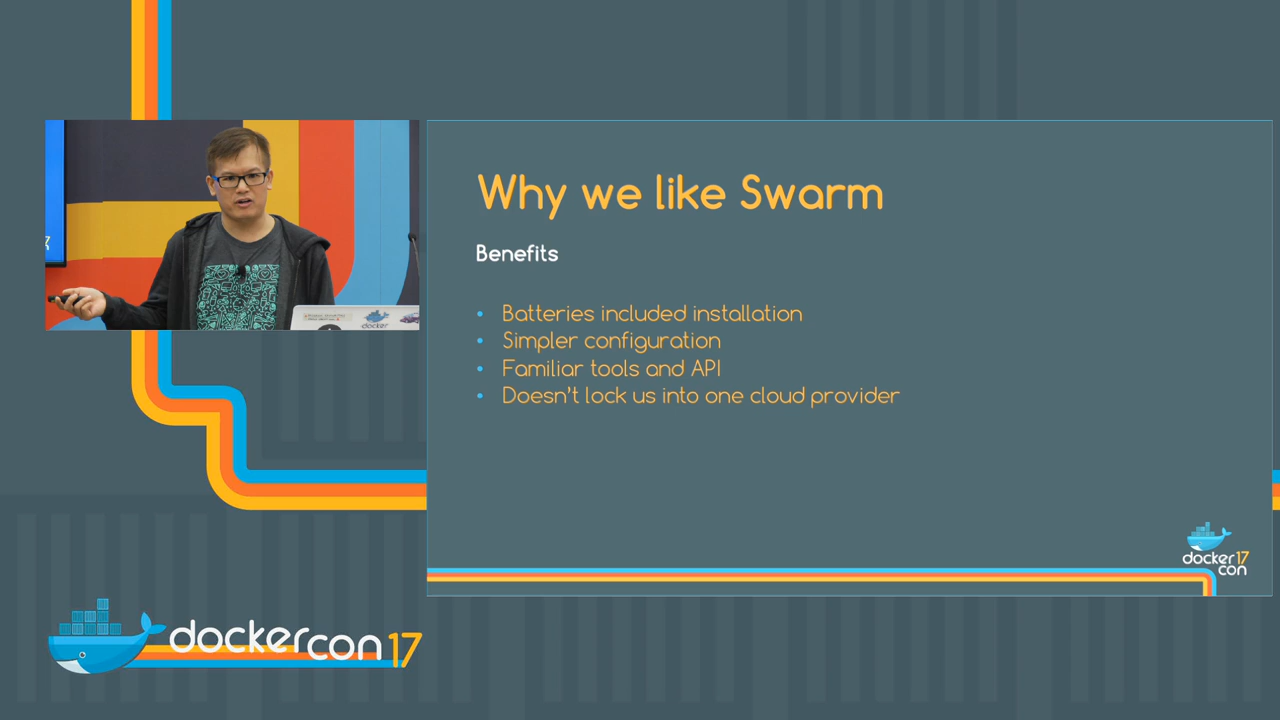 Why we like Swarm
Benefits
• Batteries included installation
• Simpler configuration
• Familiar tools and API
• Doesn't lock us into one cloud provider
docker
docker 17
con
dockercon 17